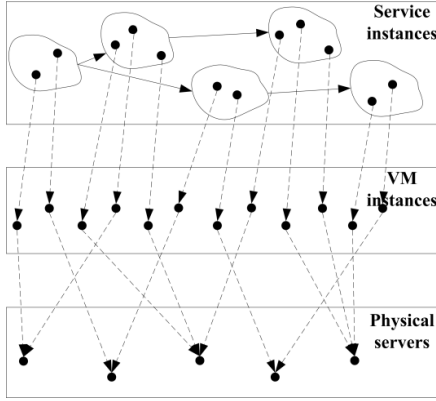 Service
instances
VM
instances
Physical
servers